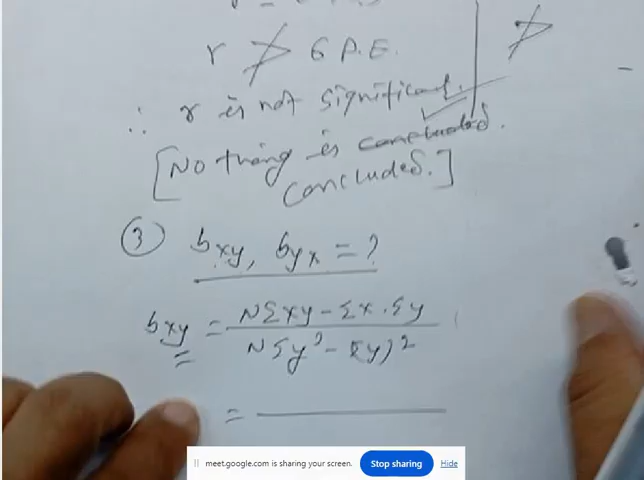 r ≯ 6 P.E.
≯
∴ r is not significant.
[No thing is concluded.
concluded.]
③ bxy, byx = ?
bxy = NΣxy - Σx · Σy
NΣy² - (Σy)²
=
meet.google.com is sharing your screen. Stop sharing Hide